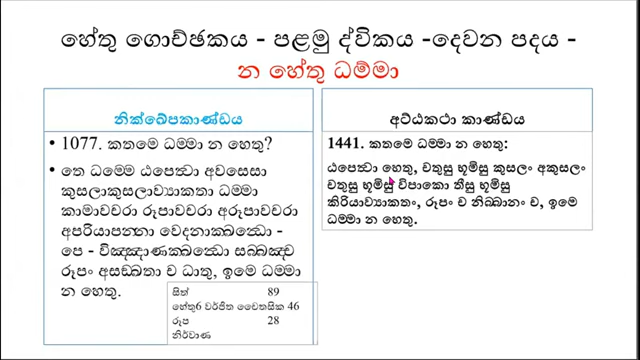 හේතු ගොච්ඡකය - පළමු ද්විකය -දෙවන පදය -
න හේතු ධම්මා
නික්ඛේපකාණ්ඩය
• 1077. කතමෙ ධම්මා න හෙතු?
• තෙ ධම්මෙ ඨපෙත්වා අවසෙසා
කුසලාකුසලාව්‍යාකතා ධම්මා
කාමාවචරා රූපාවචරා අරූපාවචරා
අපරියාපන්නා වෙදනාක්ඛන්ධො -
පෙ - විඤ්ඤාණක්ඛන්ධො සබ්බඤ්ච
රූපං අසඞ්ඛතා ච ධාතු, ඉමෙ ධම්මා
න හෙතු.
සිත් 89
හේතු6 වර්ජිත චෛතසික 46
රූප 28
නිර්වාණ
අට්ඨකථා කාණ්ඩය
1441. කතමෙ ධම්මා න හෙතු:
ඨපෙත්වා හෙතු, චතුසු භූමිසු කුසලං අකුසලං
චතුසු භූමිසු විපාකො තීසු භූමිසු
කිරියාව්‍යාකතං, රූපං ච නිබ්බානං ච, ඉමෙ
ධම්මා න හෙතු.